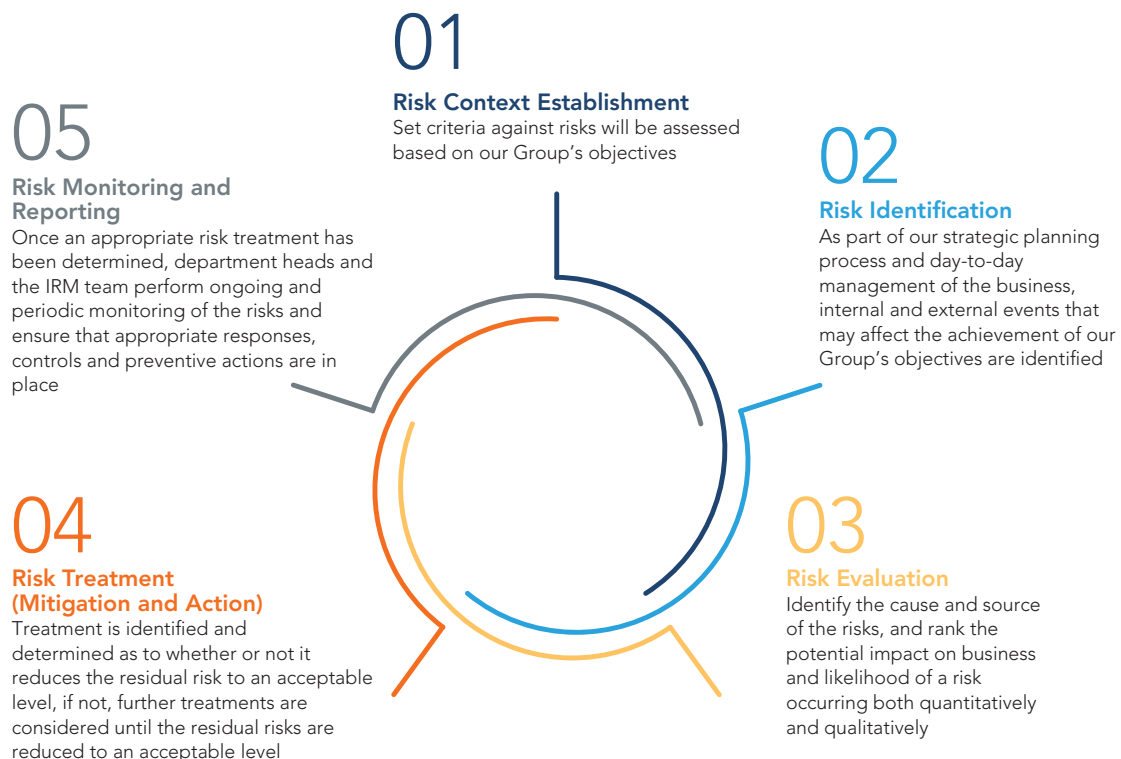 01
Risk Context Establishment
Set criteria against risks will be assessed
based on our Group's objectives
02
Risk Identification
As part of our strategic planning
process and day-to-day
management of the business,
internal and external events that
may affect the achievement of our
Group's objectives are identified
03
Risk Evaluation
Identify the cause and source
of the risks, and rank the
potential impact on business
and likelihood of a risk
occurring both quantitatively
and qualitatively
04
Risk Treatment
(Mitigation and Action)
Treatment is identified and
determined as to whether or not it
reduces the residual risk to an acceptable
level, if not, further treatments are
considered until the residual risks are
reduced to an acceptable level
05
Risk Monitoring and
Reporting
Once an appropriate risk treatment has
been determined, department heads and
the IRM team perform ongoing and
periodic monitoring of the risks and
ensure that appropriate responses,
controls and preventive actions are in
place